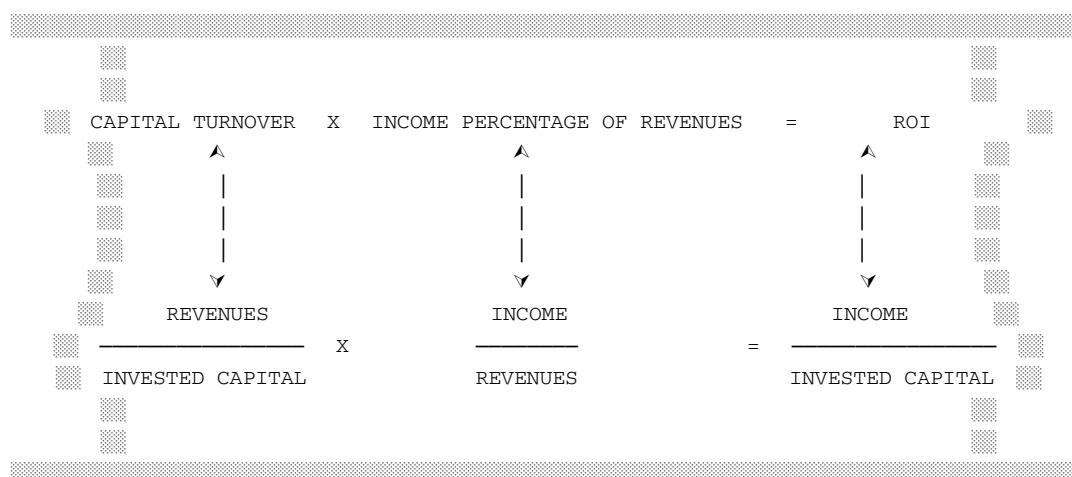 CAPITAL TURNOVER X INCOME PERCENTAGE OF REVENUES = ROI
REVENUES INCOME INCOME
X =
INVESTED CAPITAL REVENUES INVESTED CAPITAL